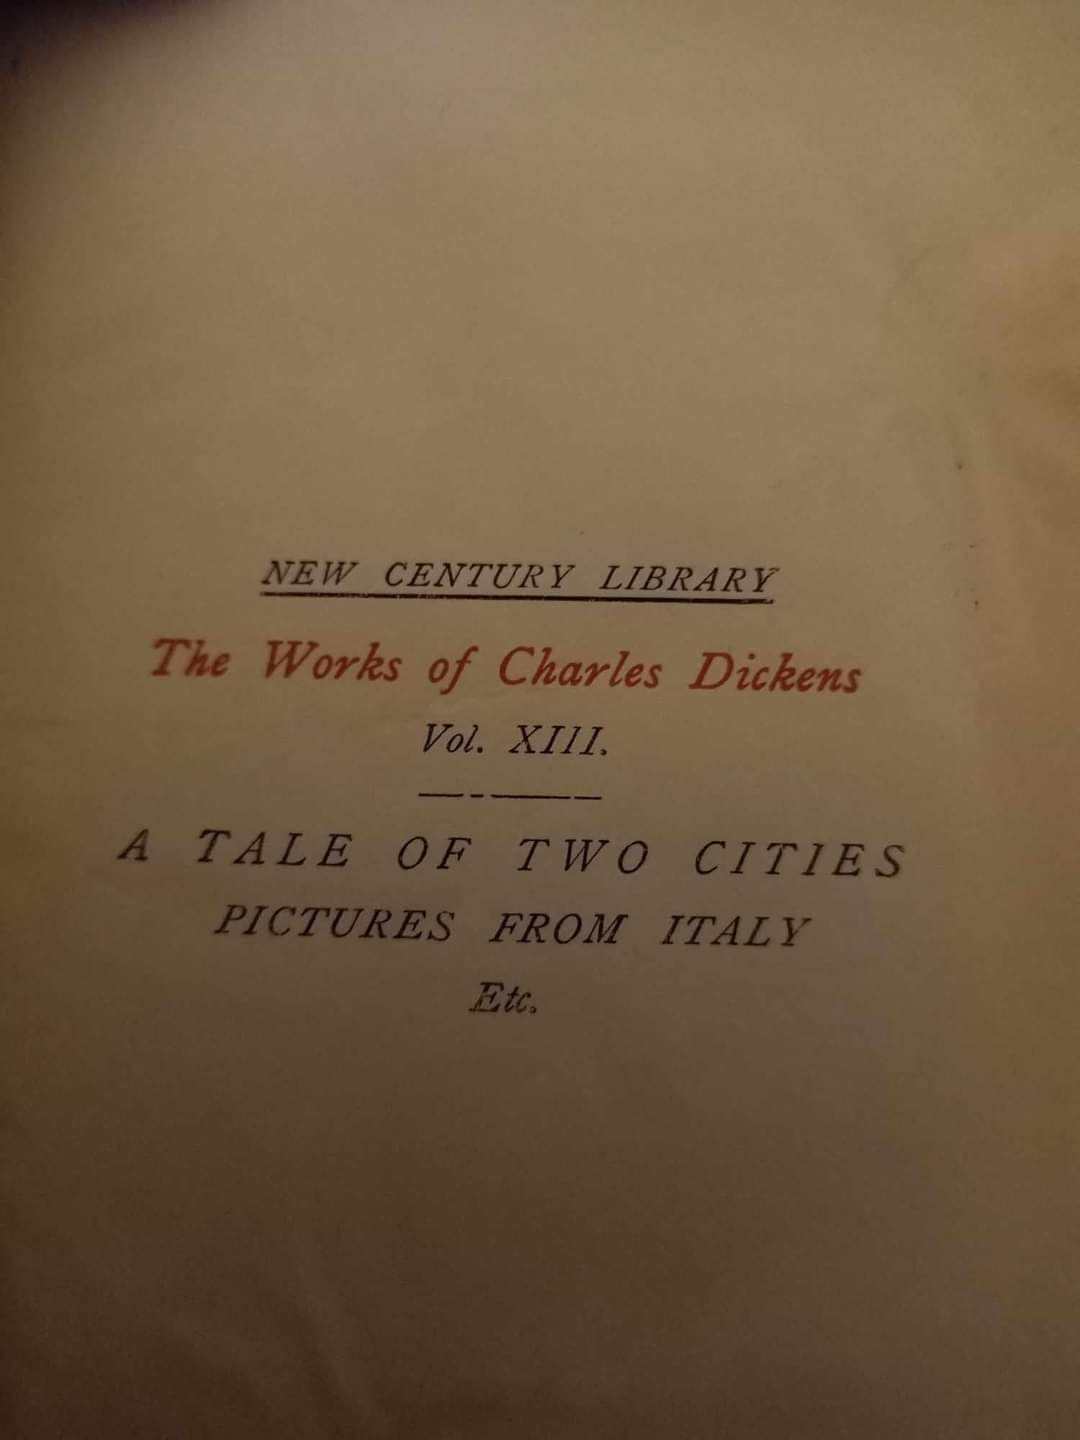 NEW CENTURY LIBRARY
The Works of Charles Dickens
Vol. XIII.
A TALE OF TWO CITIES
PICTURES FROM ITALY
Etc.